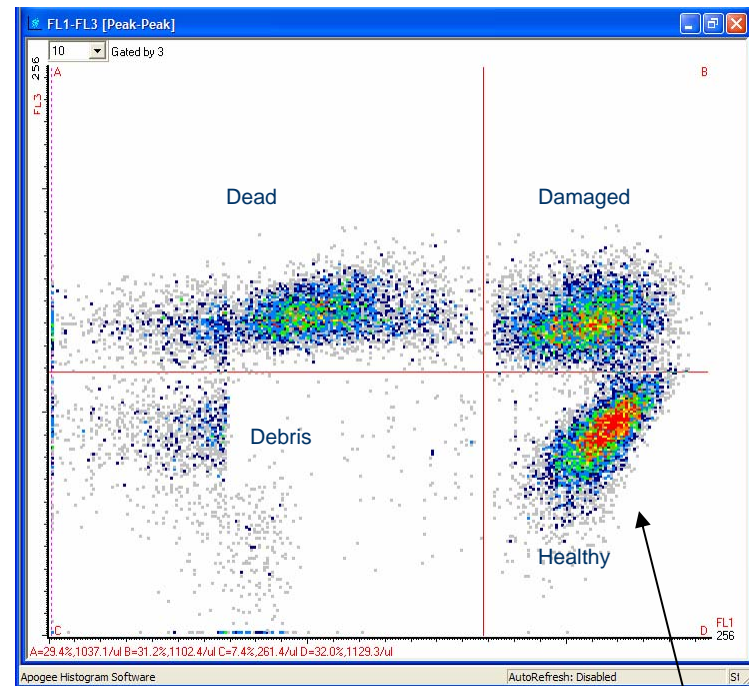 FL1-FL3 [Peak-Peak]
10 Gated by 3
256
FL3
A
B
Dead
Damaged
Debris
Healthy
C
D
FL1
256
A=29.4%,1037.1/ul B=31.2%,1102.4/ul C=7.4%,261.4/ul D=32.0%,1129.3/ul
Apogee Histogram Software
AutoRefresh: Disabled